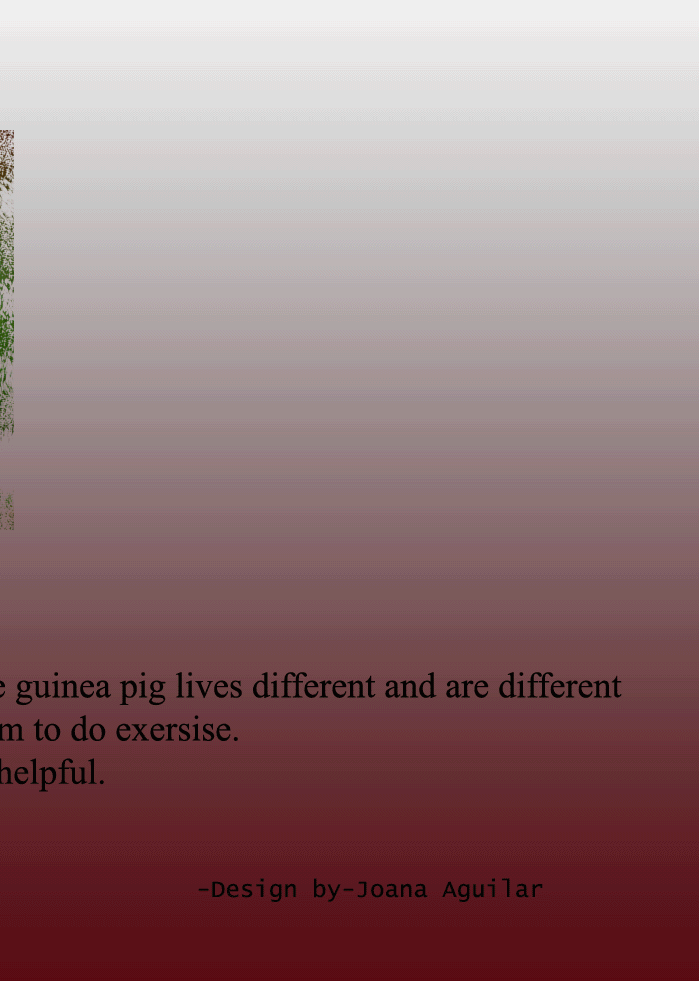 e guinea pig lives different and are different
m to do exersise.
helpful.
-Design by-Joana Aguilar